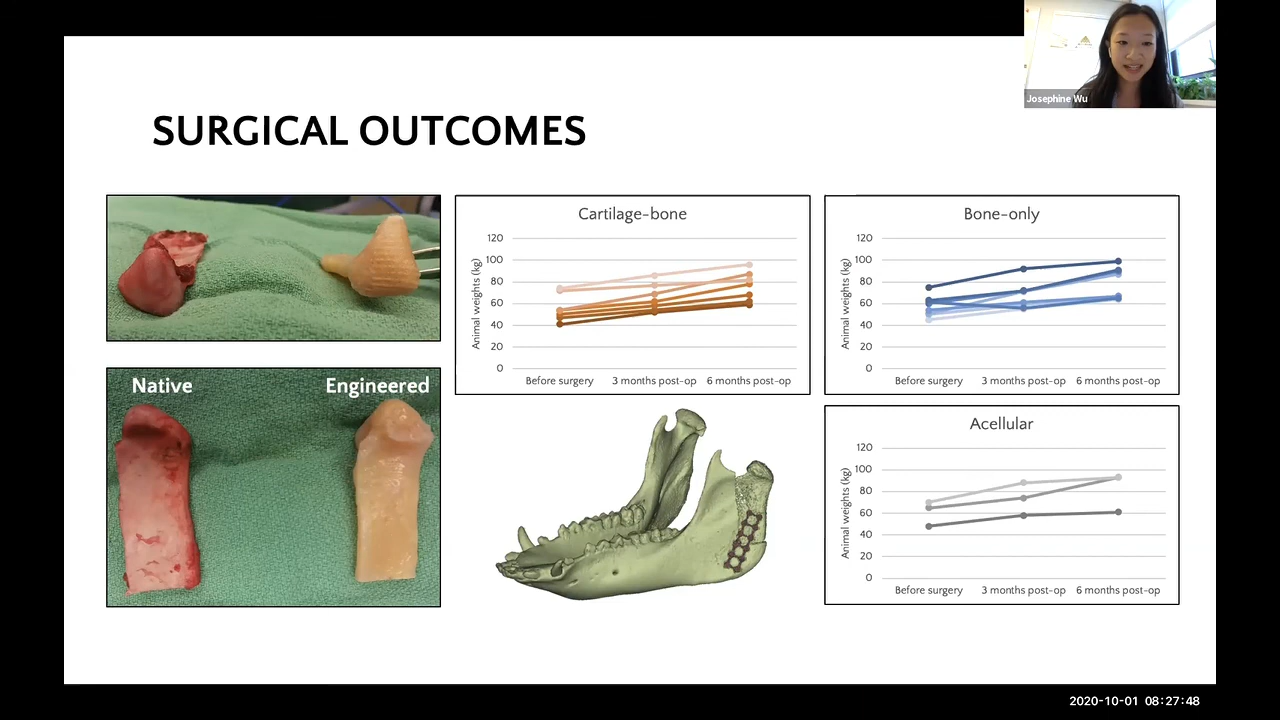 Josephine Wu
SURGICAL OUTCOMES
Native
Engineered
Cartilage-bone
Animal weights (kg)
120
100
80
60
40
20
0
Before surgery
3 months post-op
6 months post-op
Bone-only
Animal weights (kg)
120
100
80
60
40
20
0
Before surgery
3 months post-op
6 months post-op
Acellular
Animal weights (kg)
120
100
80
60
40
20
0
Before surgery
3 months post-op
6 months post-op
2020-10-01 08:27:48